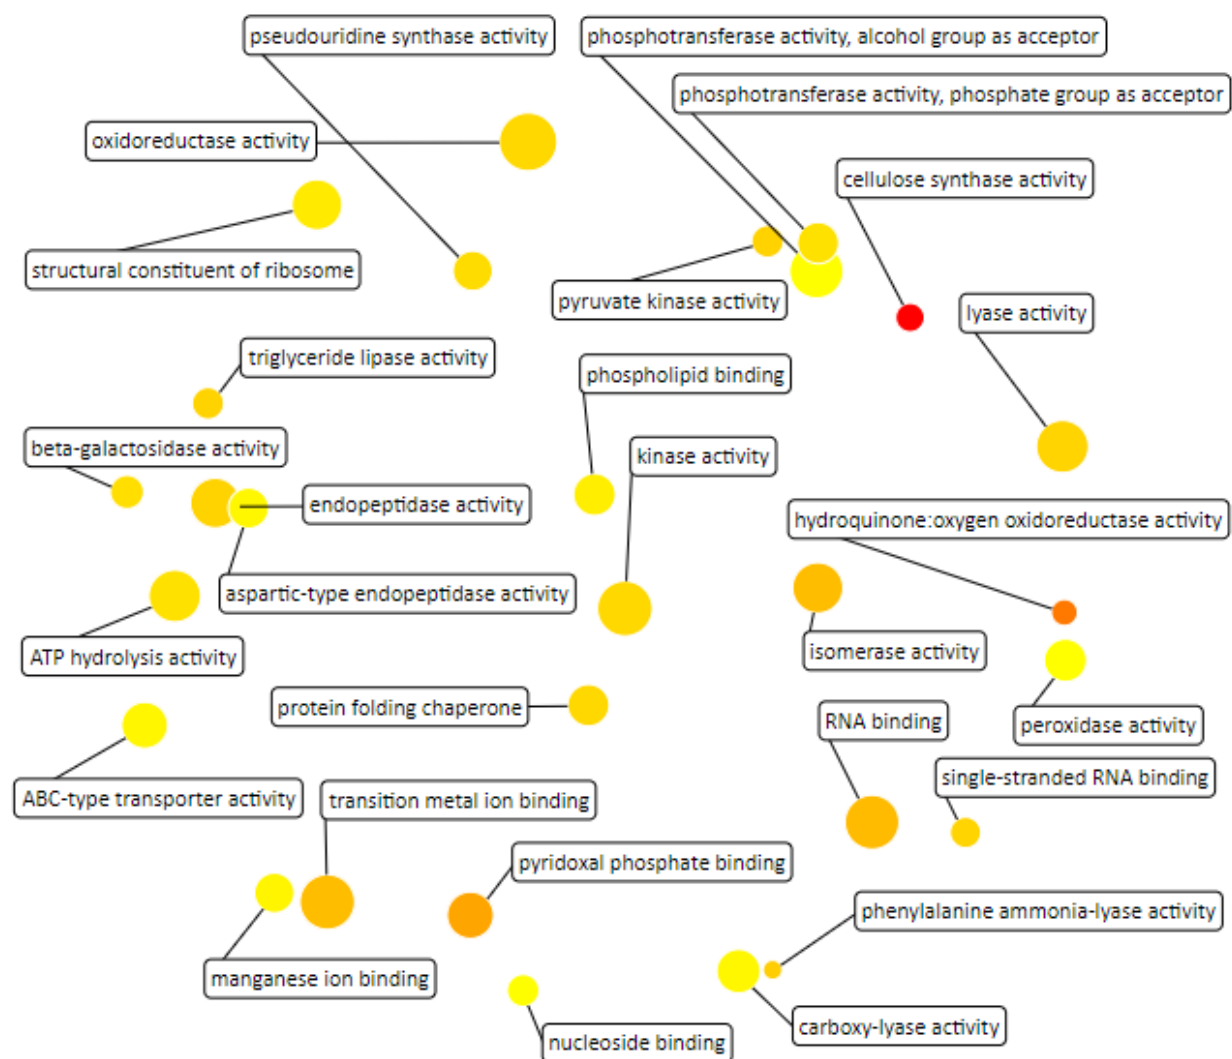 pseudouridine synthase activity
phosphotransferase activity, alcohol group as acceptor
phosphotransferase activity, phosphate group as acceptor
oxidoreductase activity
cellulose synthase activity
structural constituent of ribosome
pyruvate kinase activity
lyase activity
triglyceride lipase activity
phospholipid binding
beta-galactosidase activity
kinase activity
endopeptidase activity
hydroquinone:oxygen oxidoreductase activity
aspartic-type endopeptidase activity
ATP hydrolysis activity
isomerase activity
protein folding chaperone
RNA binding
peroxidase activity
single-stranded RNA binding
ABC-type transporter activity
transition metal ion binding
pyridoxal phosphate binding
phenylalanine ammonia-lyase activity
manganese ion binding
carboxy-lyase activity
nucleoside binding